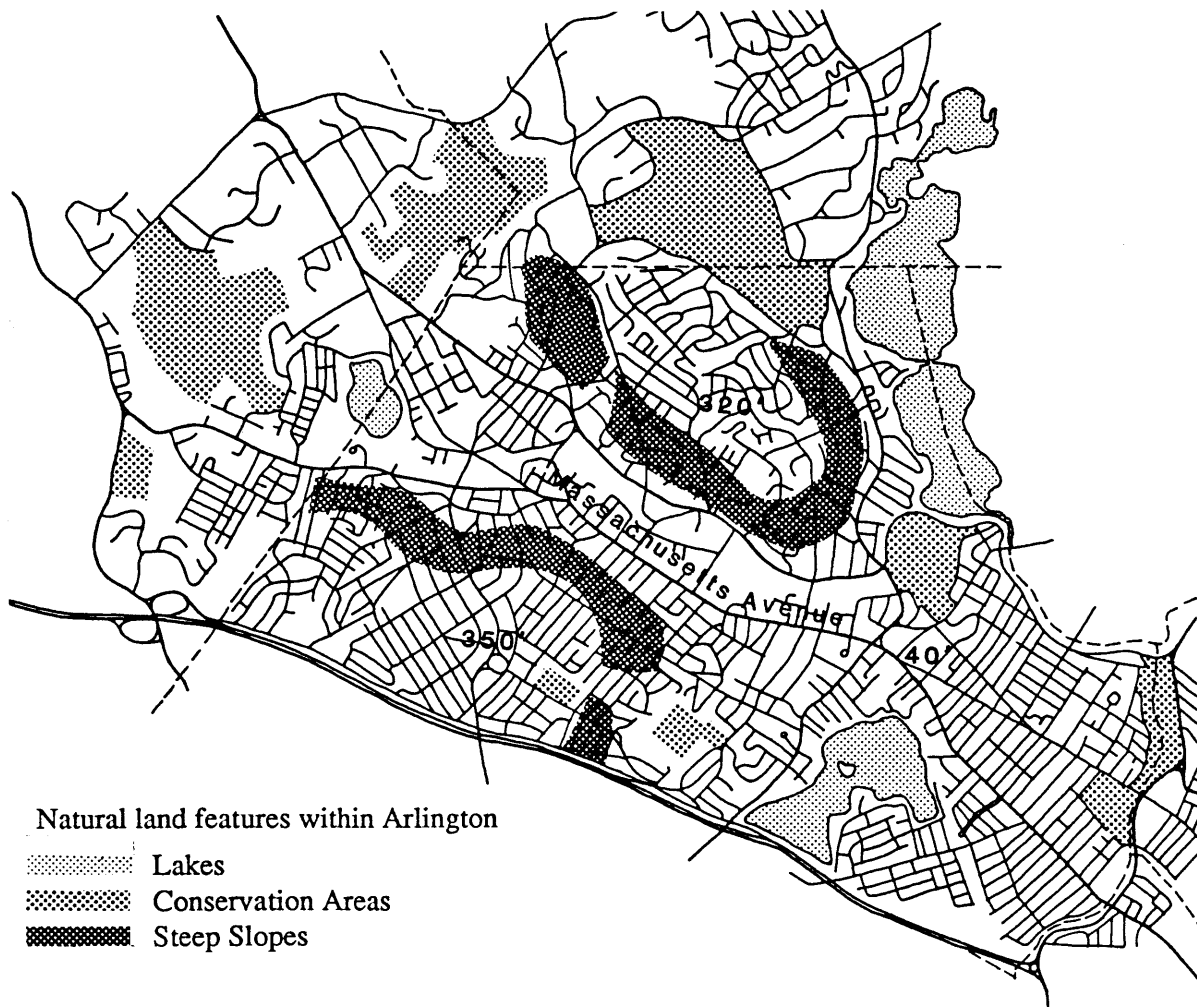 320'
Massachusetts Avenue
350'
40'
Natural land features within Arlington
Lakes
Conservation Areas
Steep Slopes